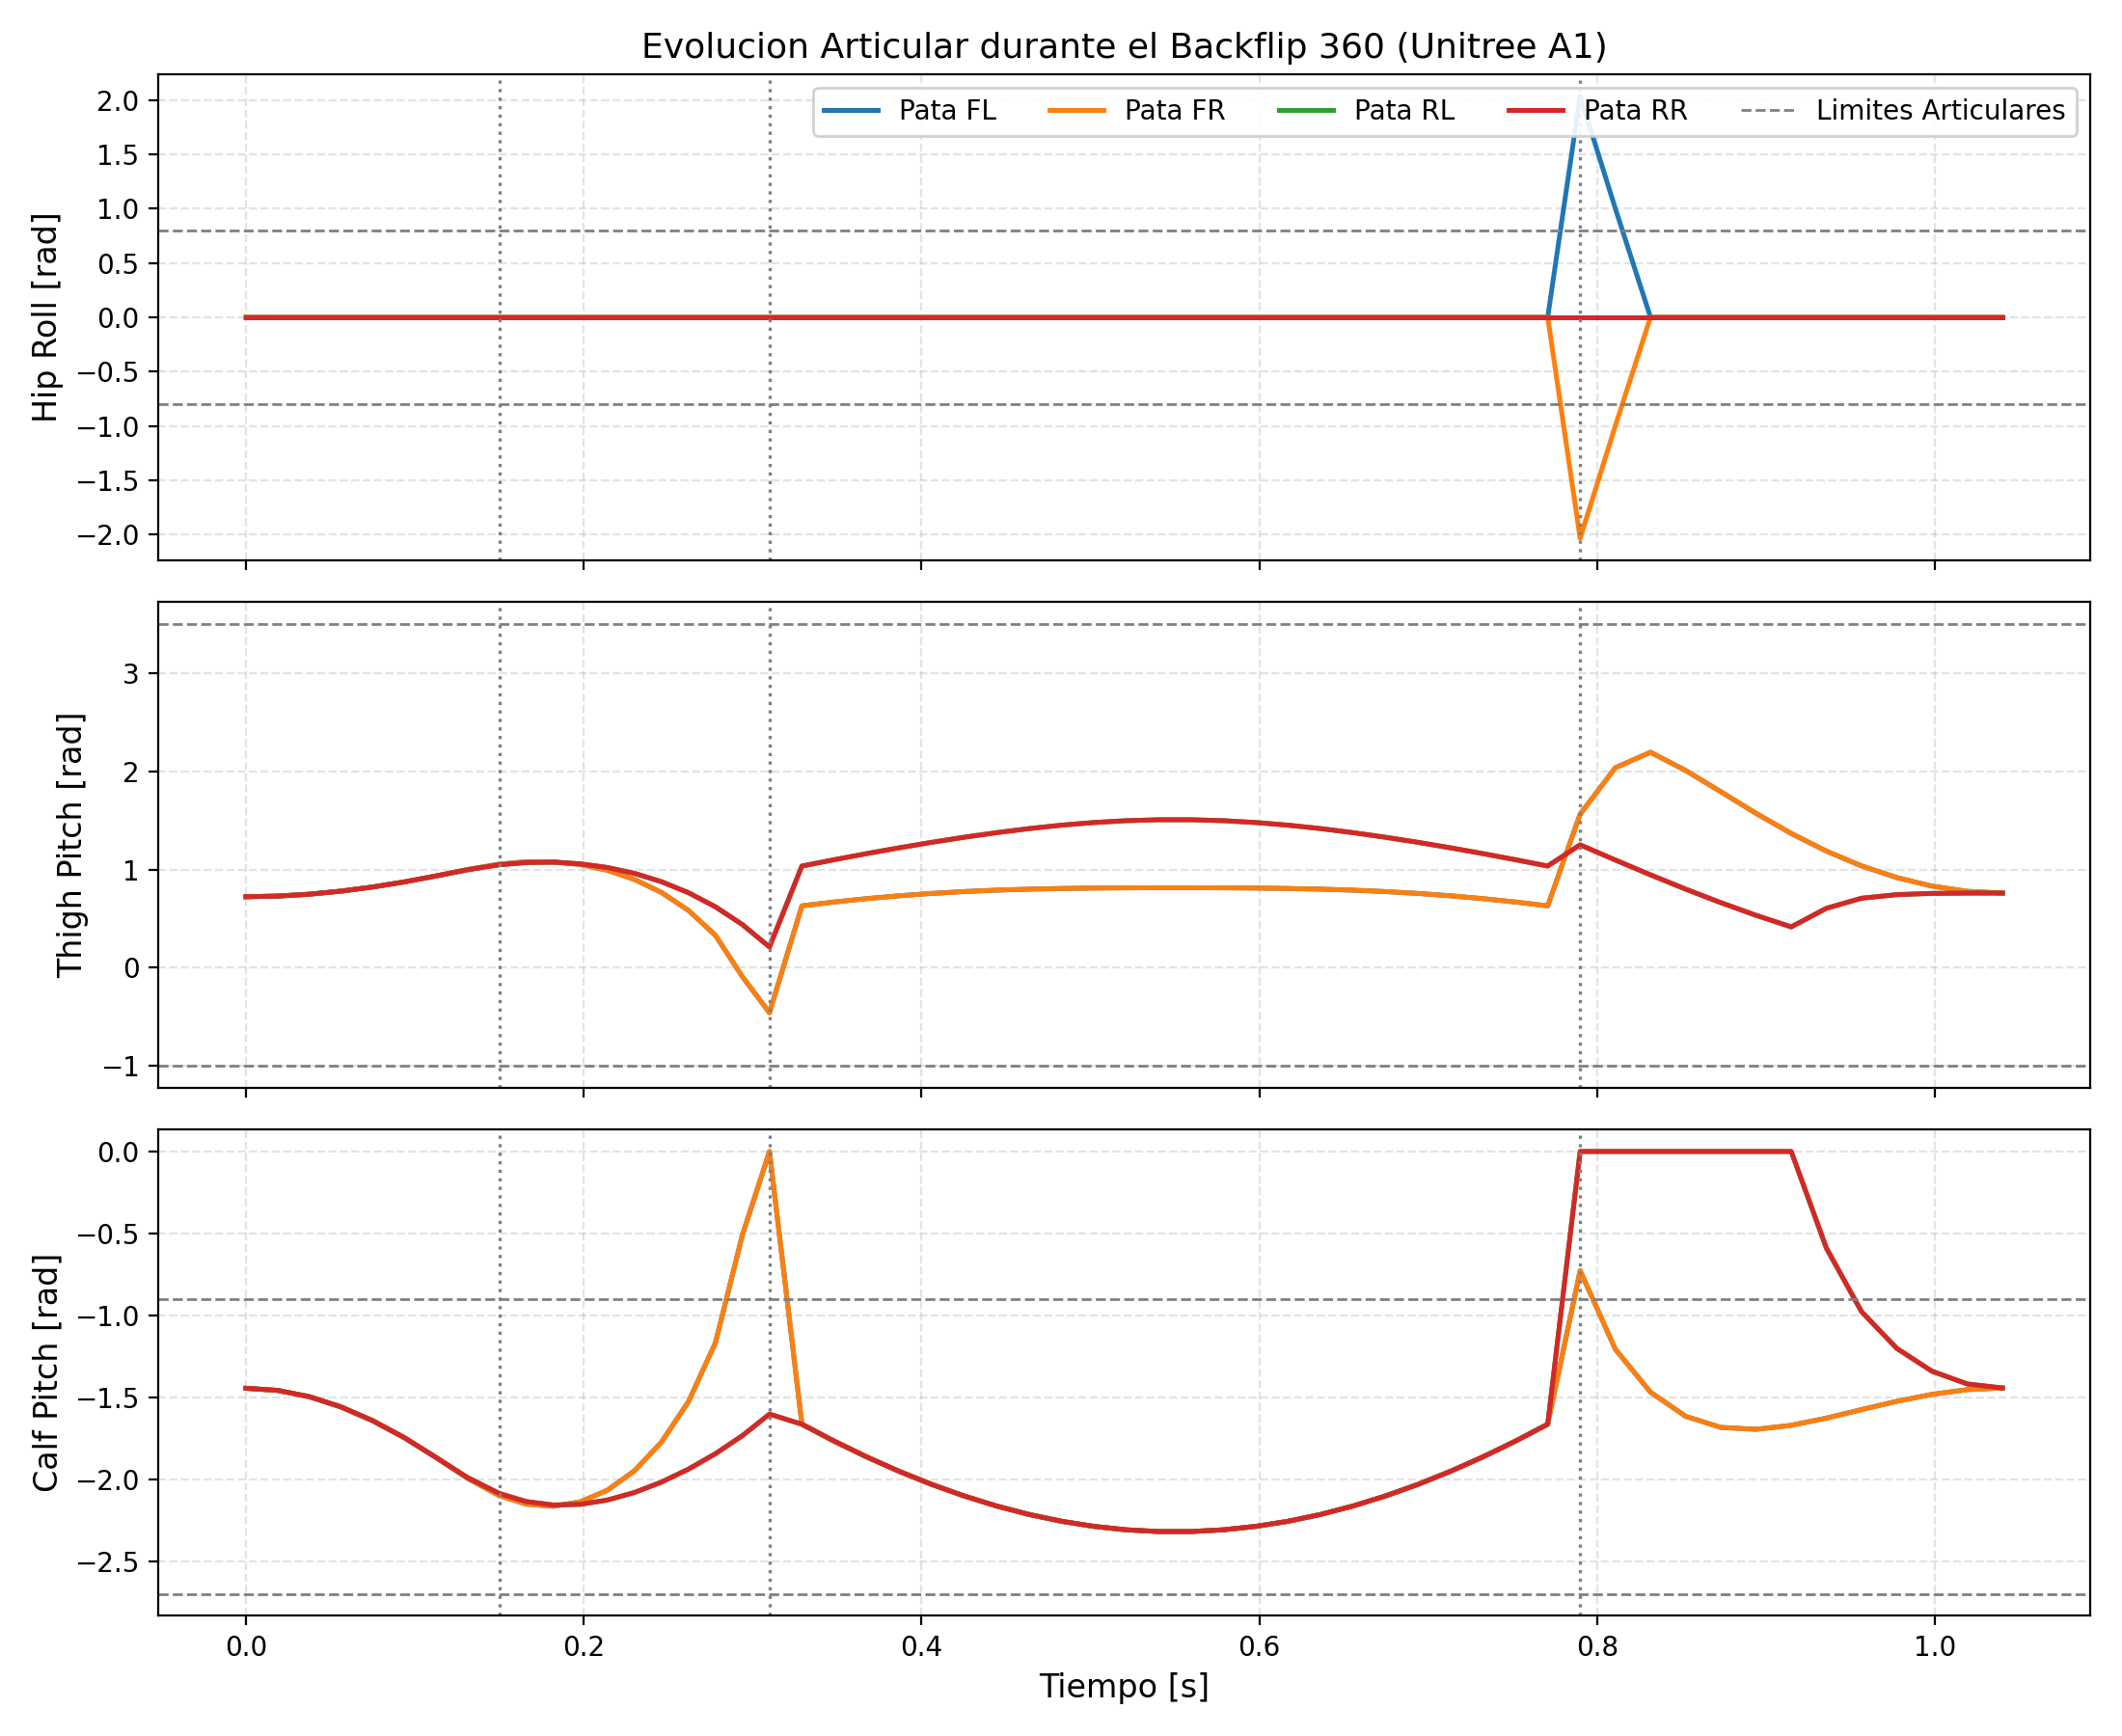 Evolucion Articular durante el Backflip 360 (Unitree A1)
Pata FL Pata FR Pata RL Pata RR Limites Articulares
Hip Roll [rad]
2.0
1.5
1.0
0.5
0.0
−0.5
−1.0
−1.5
−2.0
Thigh Pitch [rad]
3
2
1
0
−1
Calf Pitch [rad]
0.0
−0.5
−1.0
−1.5
−2.0
−2.5
0.0 0.2 0.4 0.6 0.8 1.0
Tiempo [s]